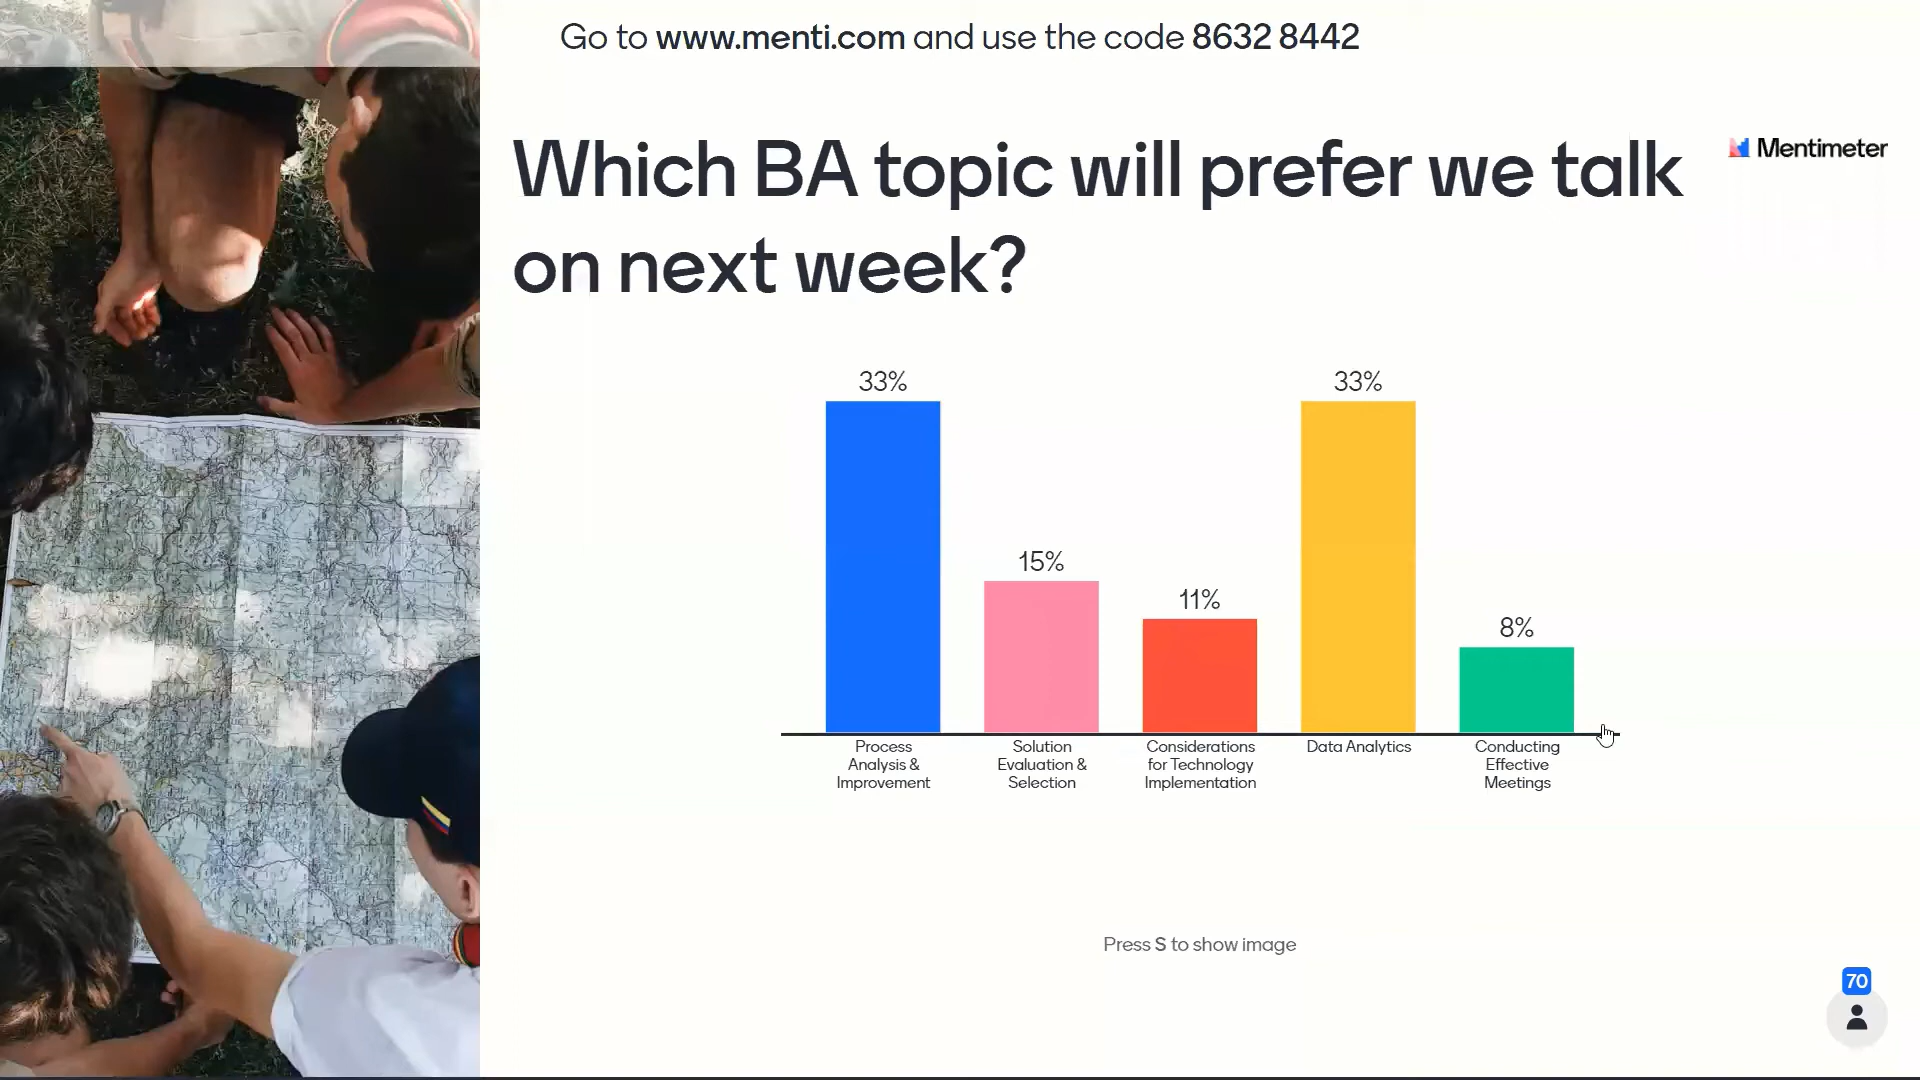 Go to www.menti.com and use the code 8632 8442
Which BA topic will prefer we talk
on next week?
Mentimeter
33%
15%
11%
33%
8%
Process
Analysis &
Improvement
Solution
Evaluation &
Selection
Considerations
for Technology
Implementation
Data Analytics
Conducting
Effective
Meetings
Press S to show image
70